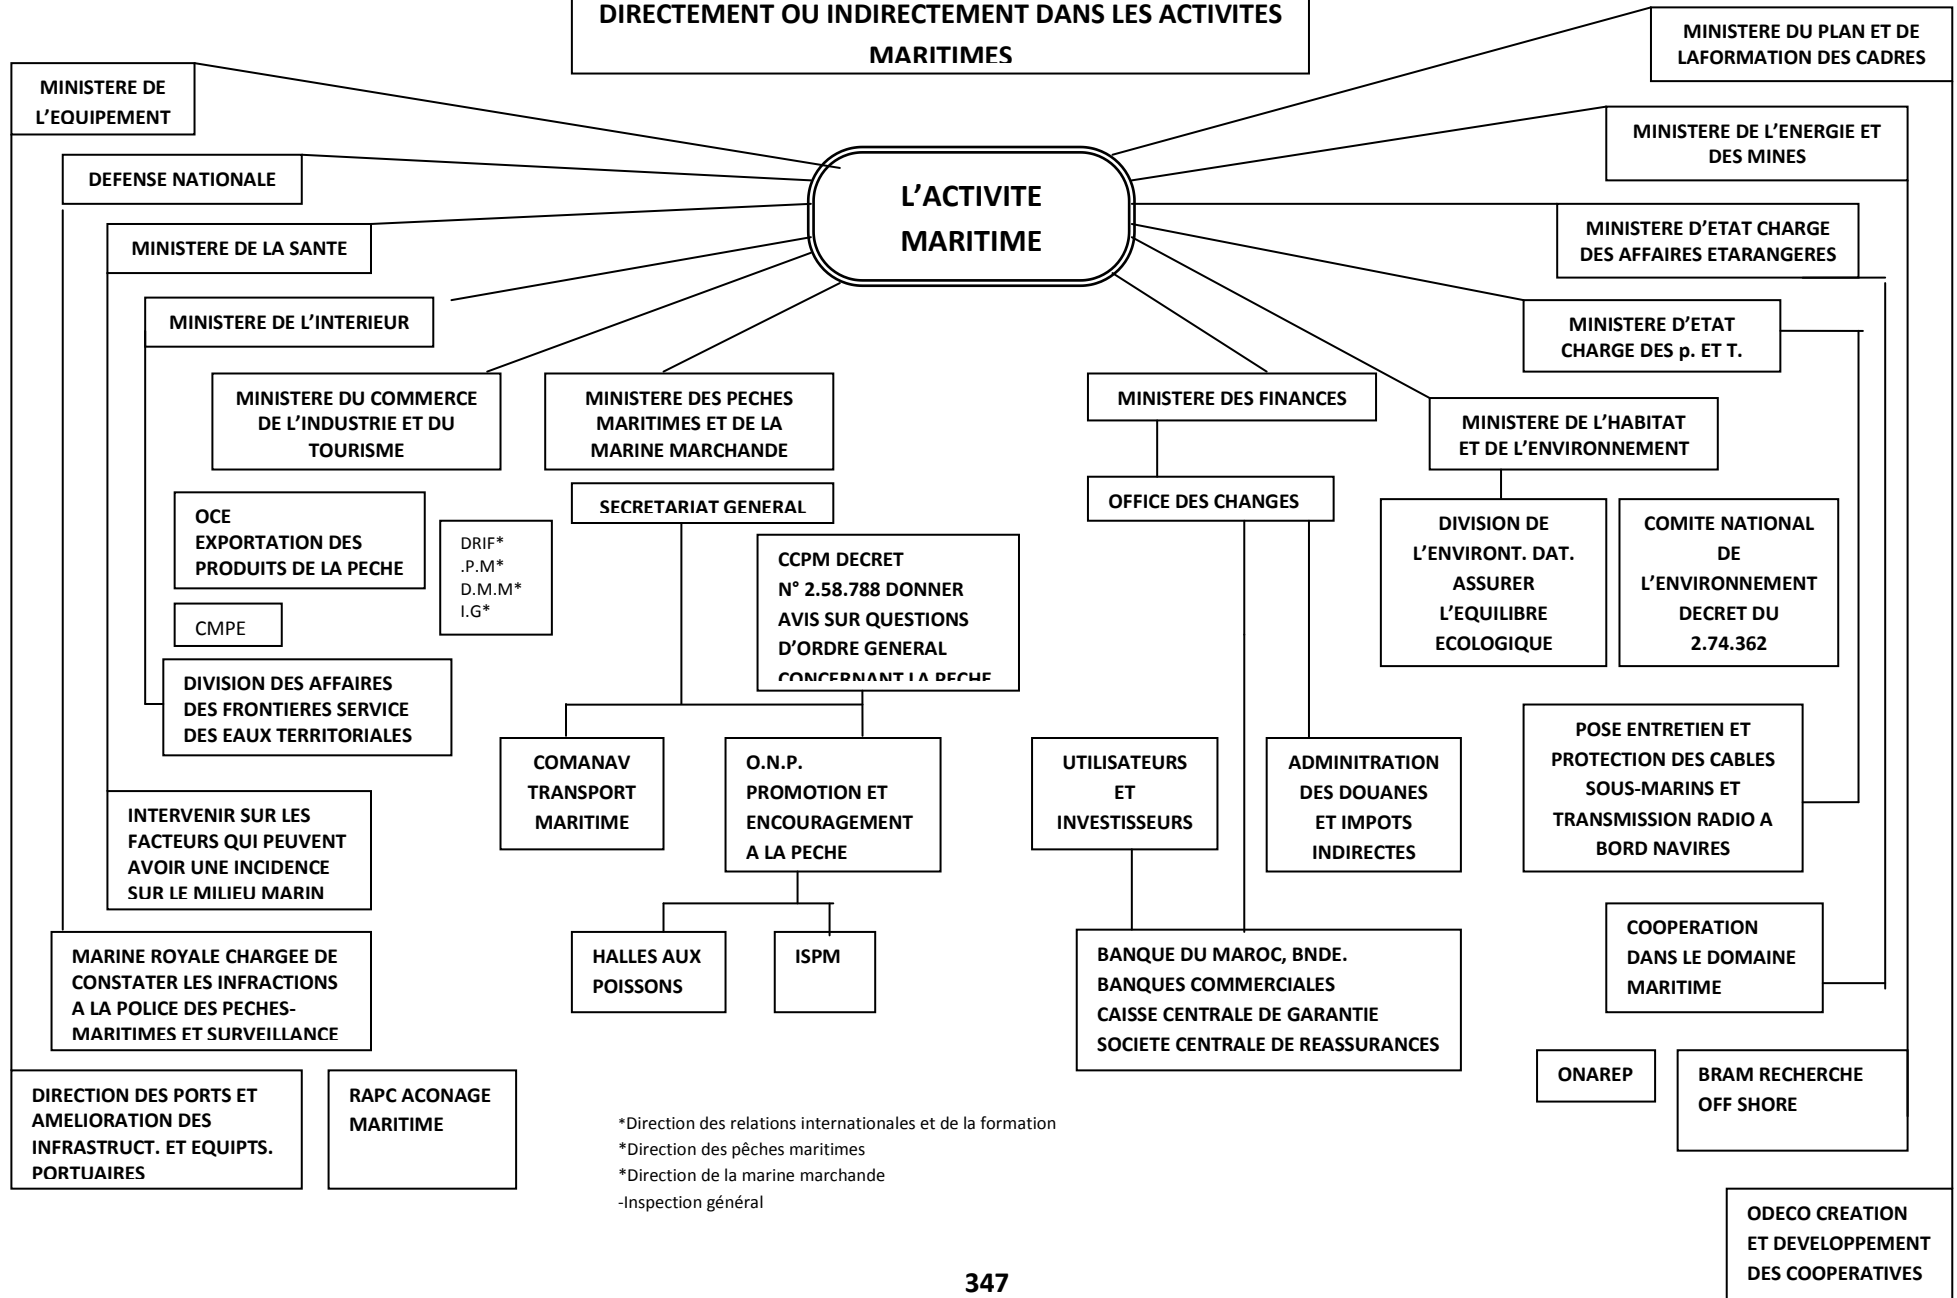 DIRECTEMENT OU INDIRECTEMENT DANS LES ACTIVITES
MARITIMES
MINISTERE DU PLAN ET DE
LAFORMATION DES CADRES
MINISTERE DE
L’EQUIPEMENT
MINISTERE DE L’ENERGIE ET
DES MINES
DEFENSE NATIONALE
L’ACTIVITE
MARITIME
MINISTERE DE LA SANTE
MINISTERE D’ETAT CHARGE
DES AFFAIRES ETARANGERES
MINISTERE DE L’INTERIEUR
MINISTERE D’ETAT
CHARGE DES p. ET T.
MINISTERE DU COMMERCE
DE L’INDUSTRIE ET DU
TOURISME
MINISTERE DES PECHES
MARITIMES ET DE LA
MARINE MARCHANDE
MINISTERE DES FINANCES
MINISTERE DE L’HABITAT
ET DE L’ENVIRONNEMENT
OCE
EXPORTATION DES
PRODUITS DE LA PECHE
DRIF*
.P.M*
D.M.M*
I.G*
SECRETARIAT GENERAL
OFFICE DES CHANGES
CCPM DECRET
N° 2.58.788 DONNER
AVIS SUR QUESTIONS
D’ORDRE GENERAL
CONCERNANT LA PECHE
DIVISION DE
L’ENVIRONT. DAT.
ASSURER
L’EQUILIBRE
ECOLOGIQUE
COMITE NATIONAL
DE
L’ENVIRONNEMENT
DECRET DU
2.74.362
CMPE
DIVISION DES AFFAIRES
DES FRONTIERES SERVICE
DES EAUX TERRITORIALES
COMANAV
TRANSPORT
MARITIME
O.N.P.
PROMOTION ET
ENCOURAGEMENT
A LA PECHE
UTILISATEURS
ET
INVESTISSEURS
ADMINITRATION
DES DOUANES
ET IMPOTS
INDIRECTES
POSE ENTRETIEN ET
PROTECTION DES CABLES
SOUS-MARINS ET
TRANSMISSION RADIO A
BORD NAVIRES
INTERVENIR SUR LES
FACTEURS QUI PEUVENT
AVOIR UNE INCIDENCE
SUR LE MILIEU MARIN
MARINE ROYALE CHARGEE DE
CONSTATER LES INFRACTIONS
A LA POLICE DES PECHES-
MARITIMES ET SURVEILLANCE
HALLES AUX
POISSONS
ISPM
BANQUE DU MAROC, BNDE.
BANQUES COMMERCIALES
CAISSE CENTRALE DE GARANTIE
SOCIETE CENTRALE DE REASSURANCES
COOPERATION
DANS LE DOMAINE
MARITIME
ONAREP
BRAM RECHERCHE
OFF SHORE
DIRECTION DES PORTS ET
AMELIORATION DES
INFRASTRUCT. ET EQUIPTS.
PORTUAIRES
RAPC ACONAGE
MARITIME
*Direction des relations internationales et de la formation
*Direction des pêches maritimes
*Direction de la marine marchande
-Inspection général
ODECO CREATION
ET DEVELOPPEMENT
DES COOPERATIVES
347